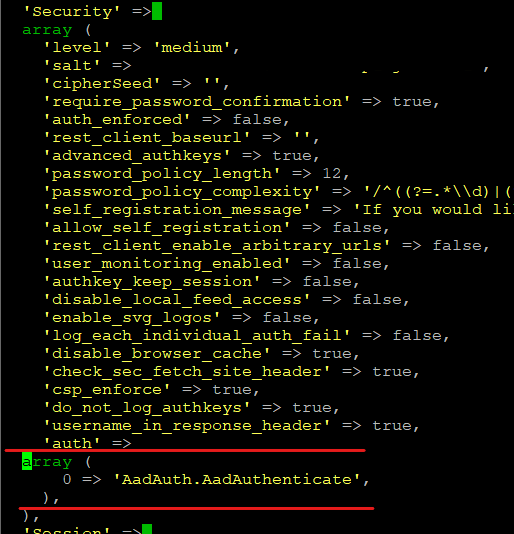 'Security' =>
array (
'level' => 'medium',
'salt' =>
'cipherSeed' => '',
'require_password_confirmation' => true,
'auth_enforced' => false,
'rest_client_baseurl' => '',
'advanced_authkeys' => true,
'password_policy_length' => 12,
'password_policy_complexity' => '/^((?=.*\\d)|(
'self_registration_message' => 'If you would li
'allow_self_registration' => false,
'rest_client_enable_arbitrary_urls' => false,
'user_monitoring_enabled' => false,
'authkey_keep_session' => false,
'disable_local_feed_access' => false,
'enable_svg_logos' => false,
'log_each_individual_auth_fail' => false,
'disable_browser_cache' => true,
'check_sec_fetch_site_header' => true,
'csp_enforce' => true,
'do_not_log_authkeys' => true,
'username_in_response_header' => true,
'auth' =>
array (
0 => 'AadAuth.AadAuthenticate',
),
),
'Session' =>